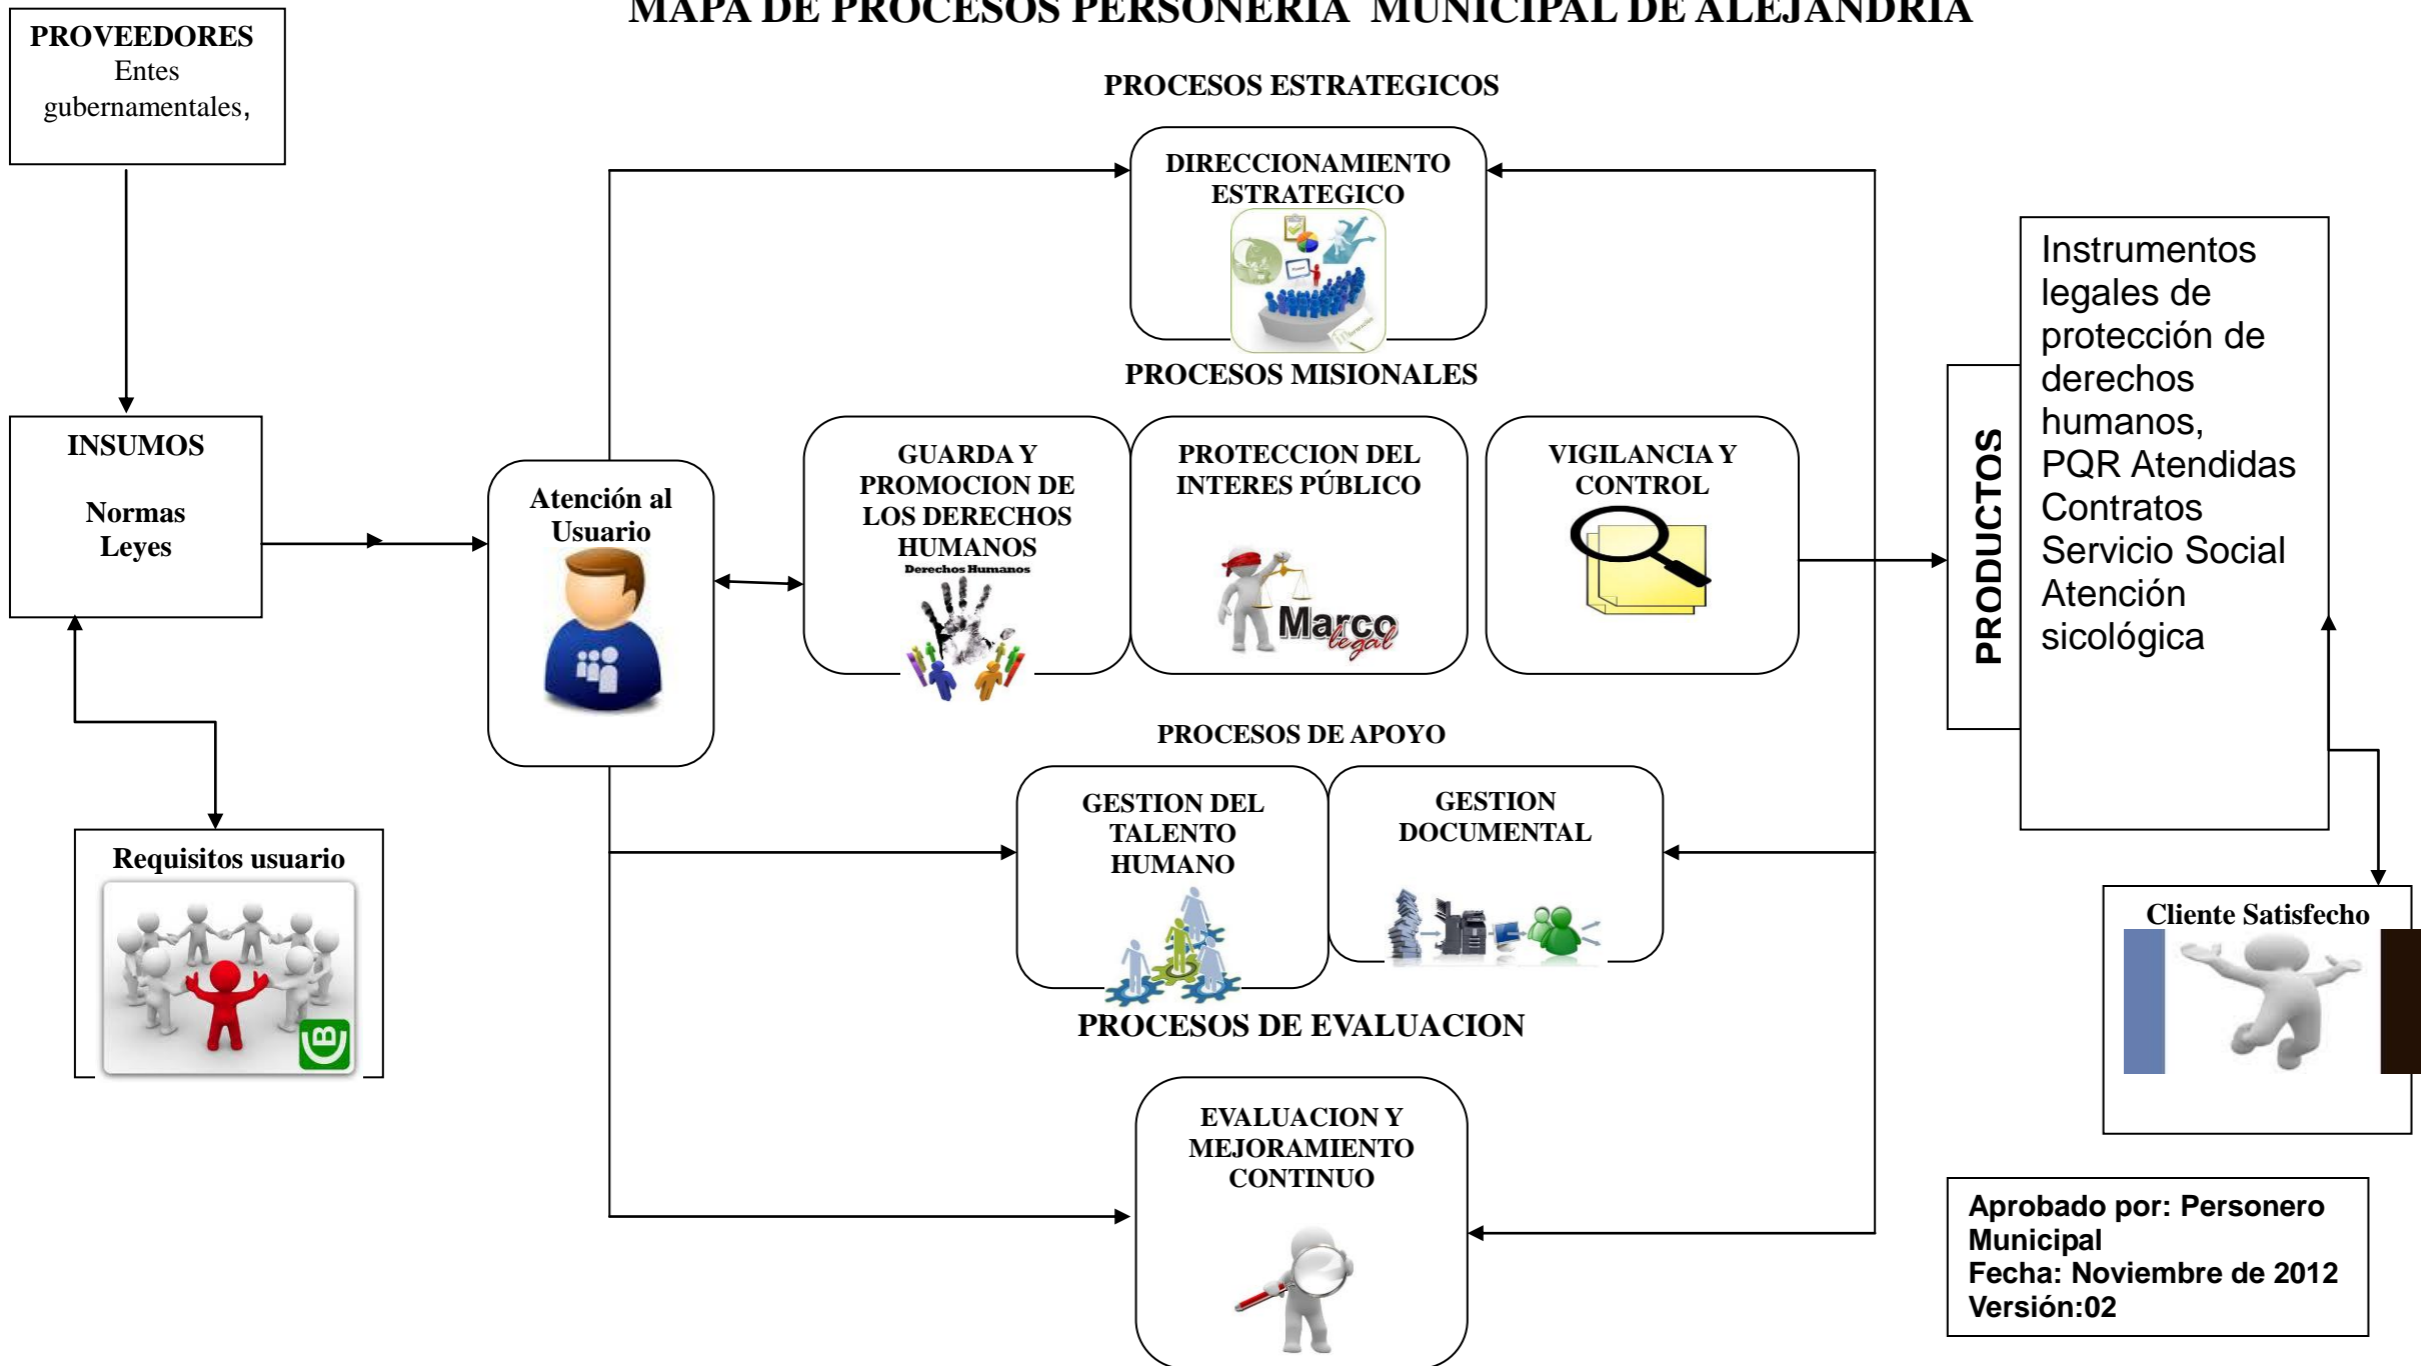 MAPA DE PROCESOS PERSONERIA MUNICIPAL DE ALEJANDRIA
PROVEEDORES
Entes
gubernamentales,
PROCESOS ESTRATEGICOS
DIRECCIONAMIENTO
ESTRATEGICO
PROCESOS MISIONALES
INSUMOS
Normas
Leyes
Atención al
Usuario
GUARDA Y
PROMOCION DE
LOS DERECHOS
HUMANOS
Derechos Humanos
PROTECCION DEL
INTERES PÚBLICO
Marco
legal
VIGILANCIA Y
CONTROL
PRODUCTOS
Instrumentos
legales de
protección de
derechos
humanos,
PQR Atendidas
Contratos
Servicio Social
Atención
sicológica
PROCESOS DE APOYO
GESTION DEL
TALENTO
HUMANO
GESTION
DOCUMENTAL
Requisitos usuario
B
Cliente Satisfecho
PROCESOS DE EVALUACION
EVALUACION Y
MEJORAMIENTO
CONTINUO
Aprobado por: Personero
Municipal
Fecha: Noviembre de 2012
Versión:02